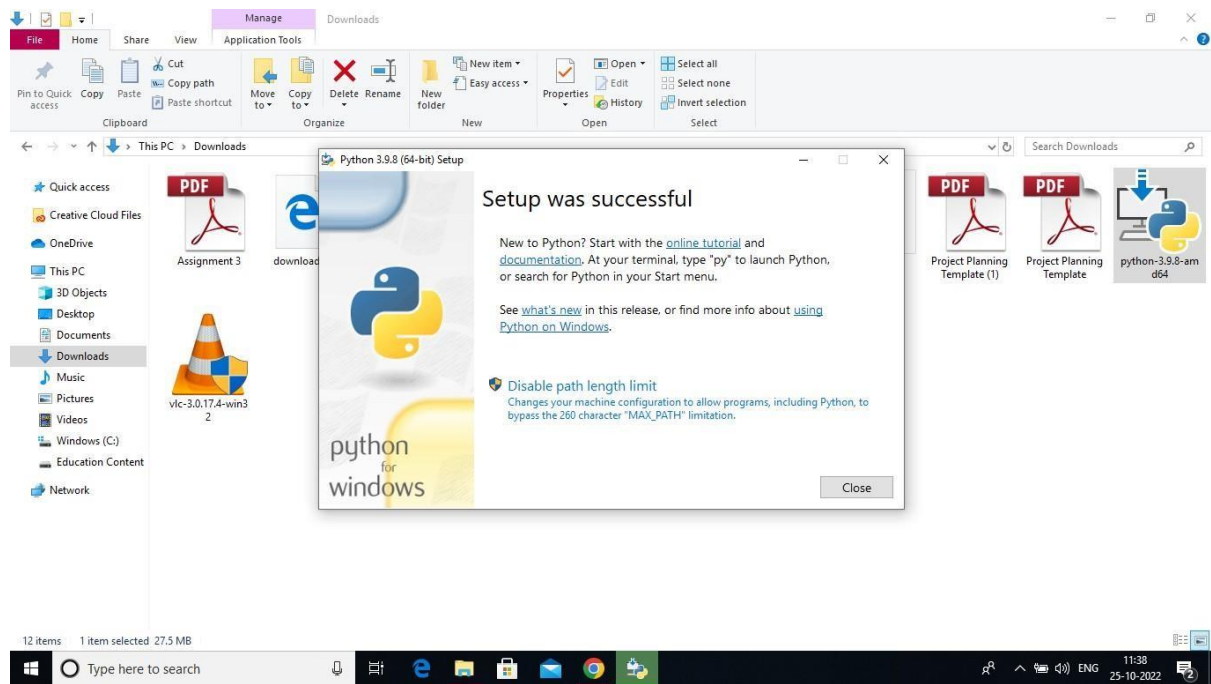 Manage
Downloads
File
Home
Share
View
Application Tools
Pin to Quick access
Copy
Paste
Cut
Copy path
Paste shortcut
Move to
Copy to
Delete
Rename
New folder
New item
Easy access
Properties
Open
Edit
History
Select all
Select none
Invert selection
Clipboard
Organize
New
Open
Select
This PC > Downloads
Search Downloads
Quick access
Creative Cloud Files
OneDrive
This PC
3D Objects
Desktop
Documents
Downloads
Music
Pictures
Videos
Windows (C:)
Education Content
Network
PDF
Assignment 3
download
vlc-3.0.17.4-win3
2
Python 3.9.8 (64-bit) Setup
Setup was successful
New to Python? Start with the online tutorial and
documentation. At your terminal, type "py" to launch Python,
or search for Python in your Start menu.
See what's new in this release, or find more info about using
Python on Windows.
Disable path length limit
Changes your machine configuration to allow programs, including Python, to
bypass the 260 character "MAX_PATH" limitation.
python
for
windows
Close
PDF
Project Planning
Template (1)
PDF
Project Planning
Template
python-3.9.8-am
d64
12 items 1 item selected 27.5 MB
Type here to search
ENG
11:38
25-10-2022
2